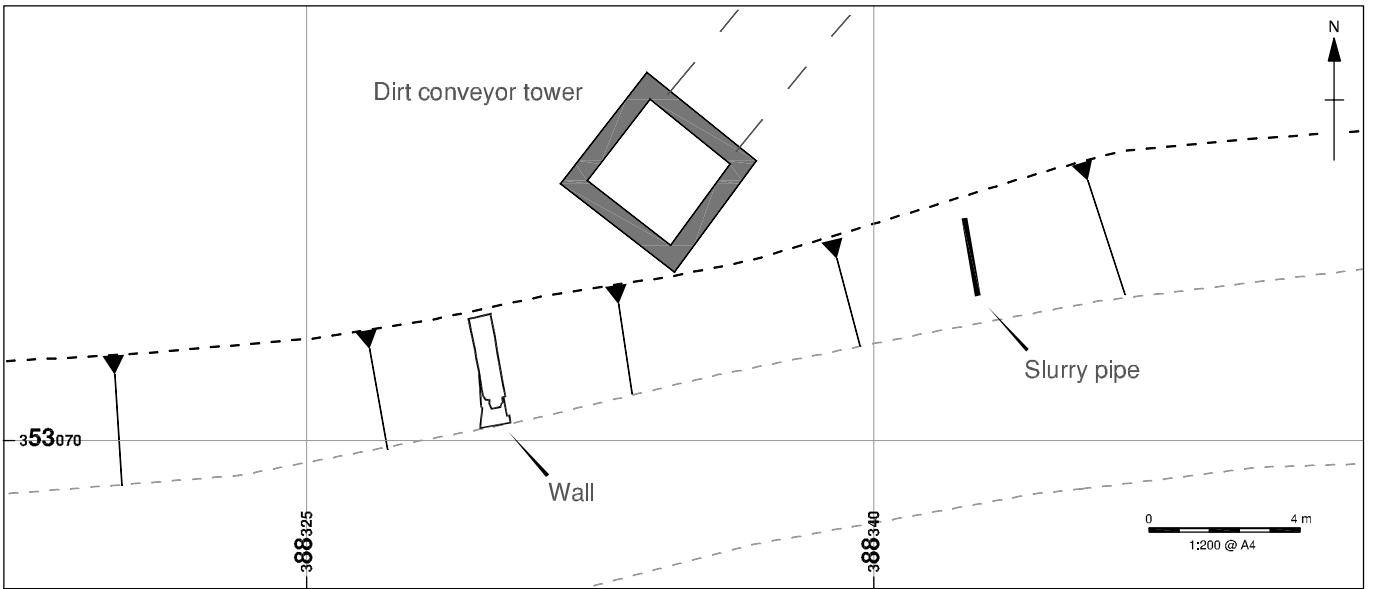 N
Dirt conveyor tower
Slurry pipe
353070
Wall
388325
388340
0 4 m
1:200 @ A4